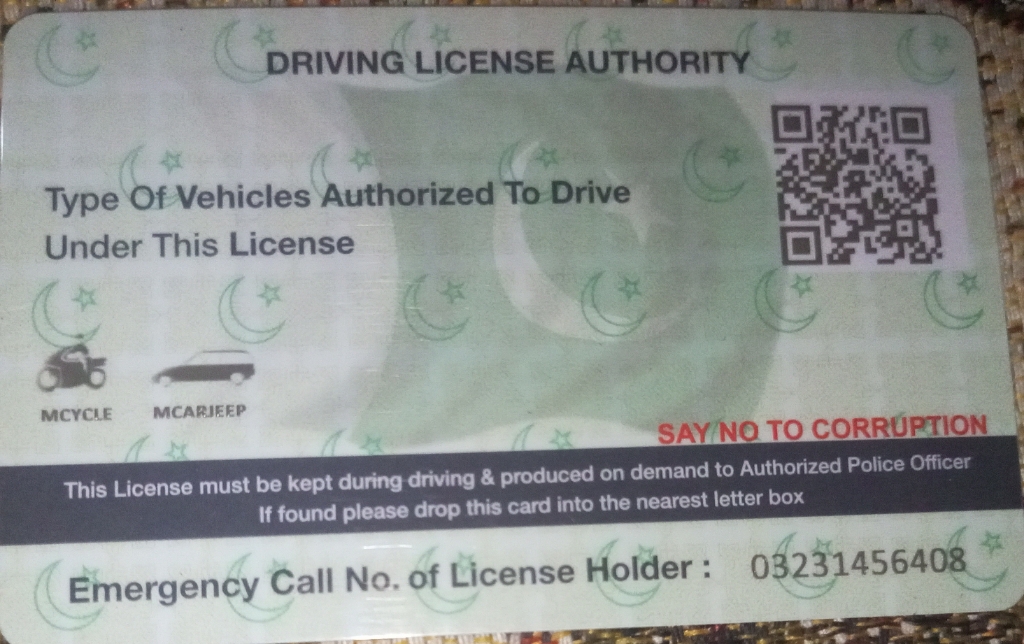 DRIVING LICENSE AUTHORITY
Type Of Vehicles Authorized To Drive
Under This License
MCYCLE MCARJEEP
SAY NO TO CORRUPTION
This License must be kept during driving & produced on demand to Authorized Police Officer
If found please drop this card into the nearest letter box
Emergency Call No. of License Holder : 03231456408